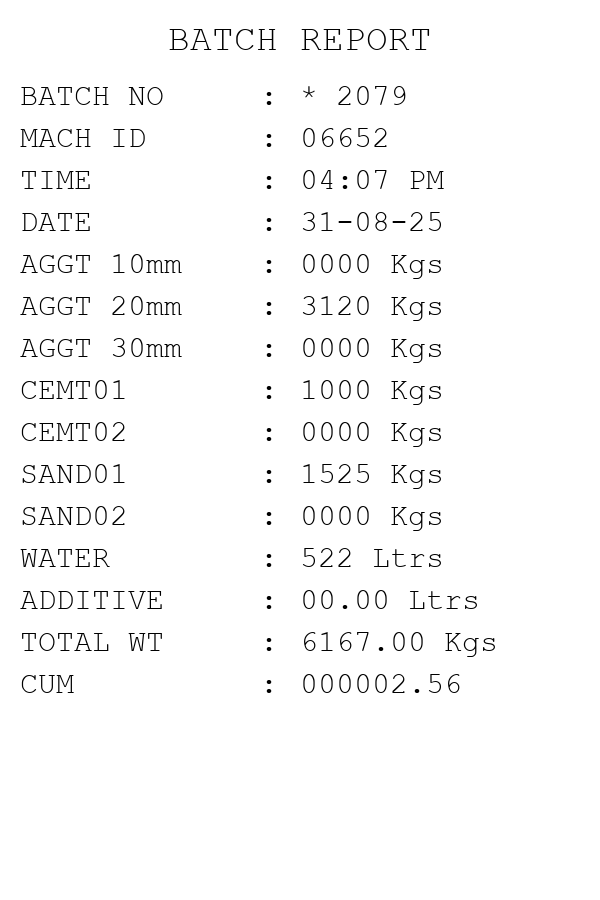 BATCH REPORT
BATCH NO : * 2079
MACH ID : 06652
TIME : 04:07 PM
DATE : 31-08-25
AGGT 10mm : 0000 Kgs
AGGT 20mm : 3120 Kgs
AGGT 30mm : 0000 Kgs
CEMT01 : 1000 Kgs
CEMT02 : 0000 Kgs
SAND01 : 1525 Kgs
SAND02 : 0000 Kgs
WATER : 522 Ltrs
ADDITIVE : 00.00 Ltrs
TOTAL WT : 6167.00 Kgs
CUM : 000002.56